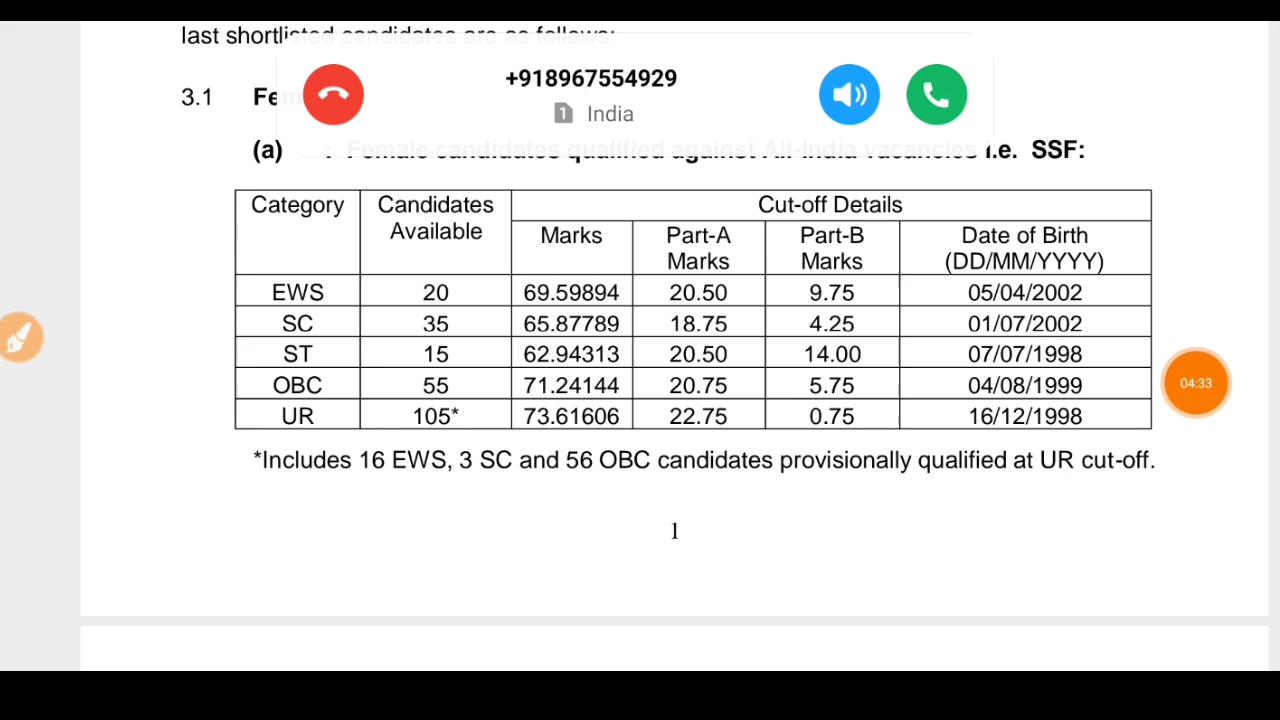 last shortlisted candidates are as follows:
+918967554929
1 India
3.1 Fem
(a) : Female candidates qualified against All-India vacancies i.e. SSF:
Category Candidates Available Cut-off Details
Marks Part-A Marks Part-B Marks Date of Birth (DD/MM/YYYY)
EWS 20 69.59894 20.50 9.75 05/04/2002
SC 35 65.87789 18.75 4.25 01/07/2002
ST 15 62.94313 20.50 14.00 07/07/1998
OBC 55 71.24144 20.75 5.75 04/08/1999
UR 105* 73.61606 22.75 0.75 16/12/1998
04:33
*Includes 16 EWS, 3 SC and 56 OBC candidates provisionally qualified at UR cut-off.
1